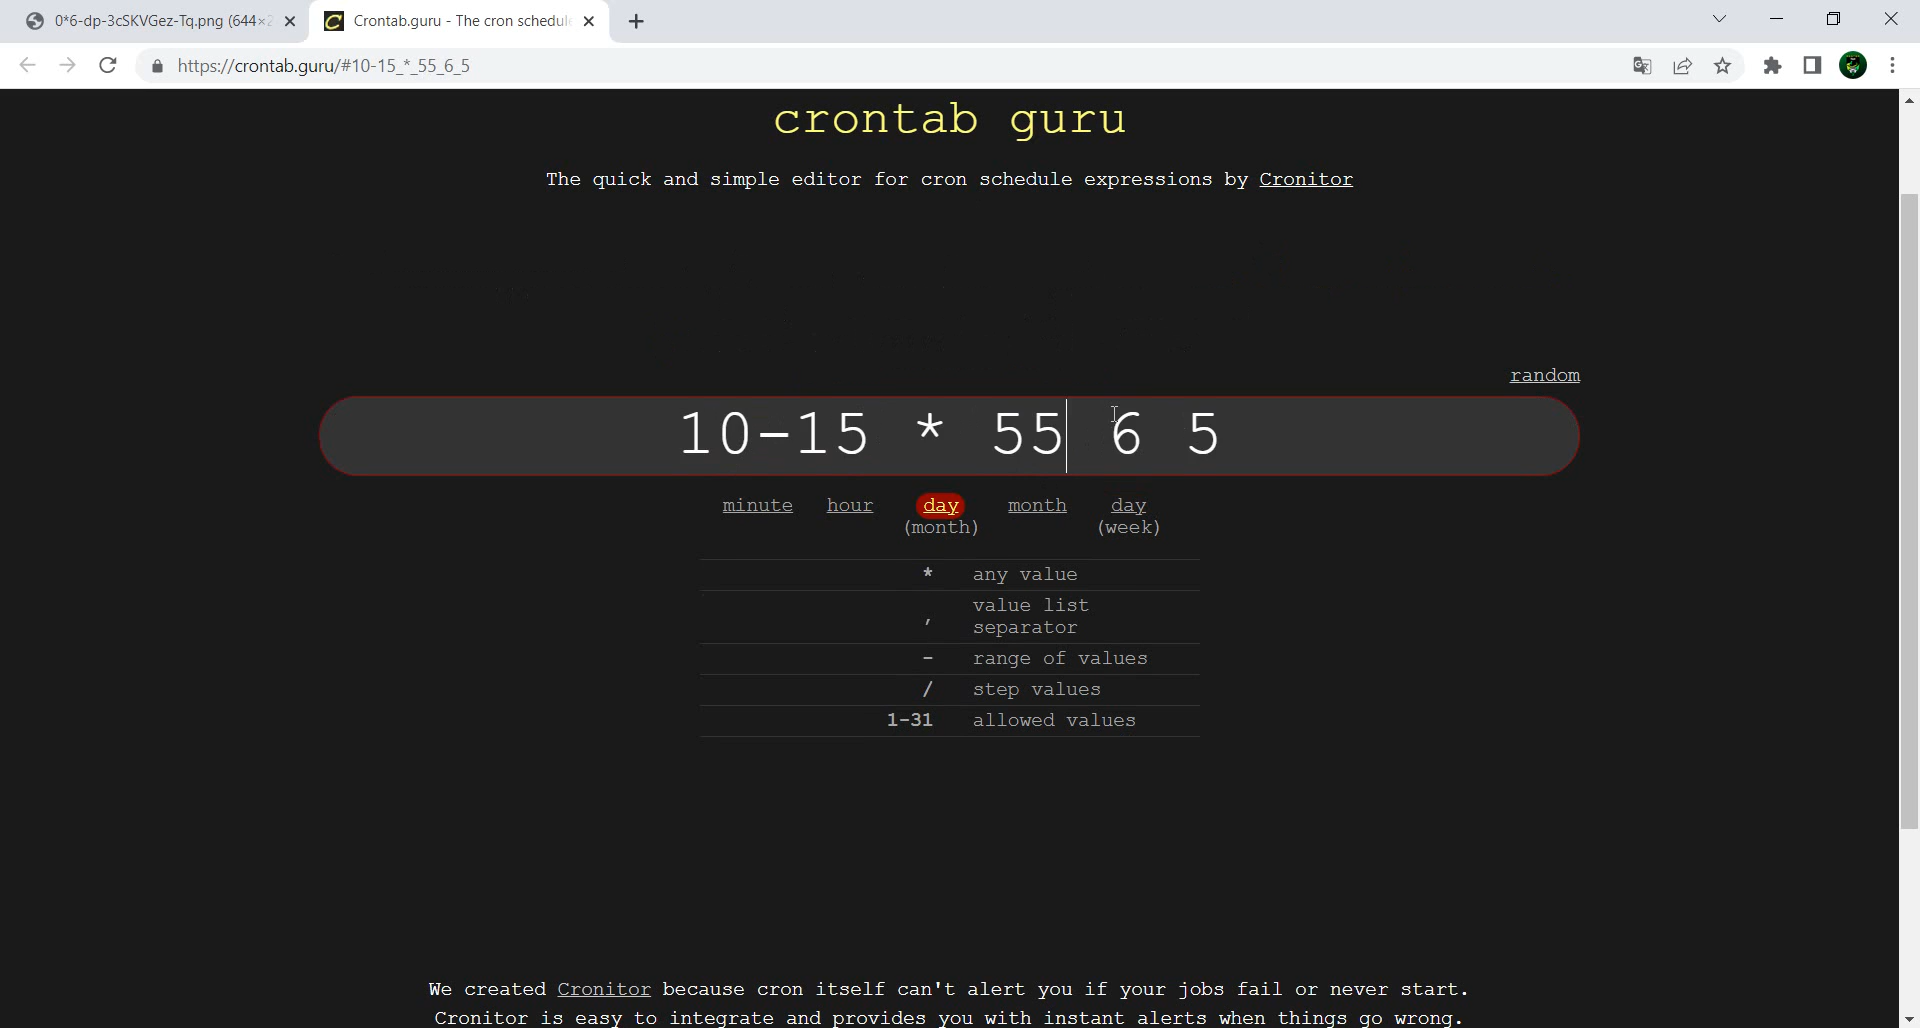 0*6-dp-3cSKVGez-Tq.png (644×2
Crontab.guru - The cron schedule
https://crontab.guru/#10-15_*_55_6_5
crontab guru
The quick and simple editor for cron schedule expressions by Cronitor
random
10-15 * 55 6 5
minute hour day month day
(month) (week)
* any value
, value list
separator
- range of values
/ step values
1-31 allowed values
We created Cronitor because cron itself can't alert you if your jobs fail or never start.
Cronitor is easy to integrate and provides you with instant alerts when things go wrong.